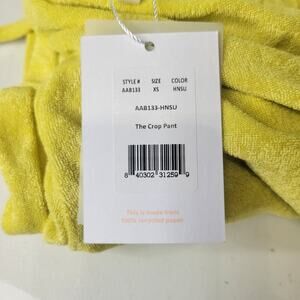 STYLE # SIZE COLOR
AAB133 XS HNSU
AAB133-HNSU
The Crop Pant
8 40302 31259 9
This is made from
100% recycled paper